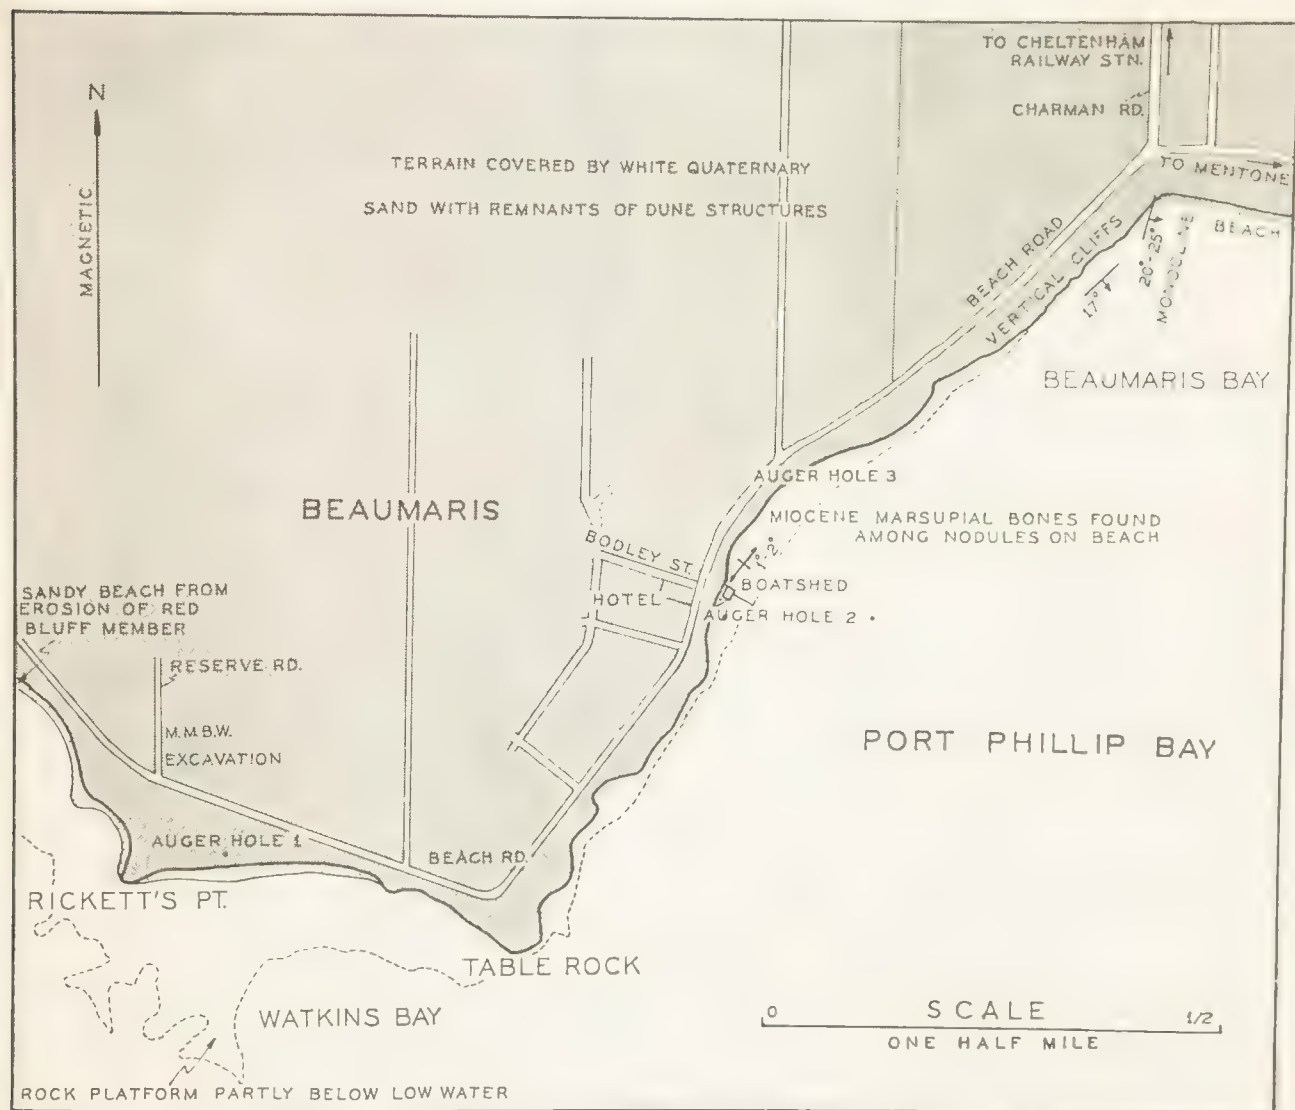 TO CHELTENHAM
RAILWAY STN.
CHARMAN RD.
N
MAGNETIC
TERRAIN COVERED BY WHITE QUATERNARY
SAND WITH REMNANTS OF DUNE STRUCTURES
TO MENTONE
BEACH
BEACH ROAD
VERTICAL CLIFFS
17°
20°-25°
BEAUMARIS BAY
BEAUMARIS
AUGER HOLE 3
MIOCENE MARSUPIAL BONES FOUND
AMONG NODULES ON BEACH
1°-2°
BODLEY ST.
HOTEL
BOATSHED
AUGER HOLE 2
SANDY BEACH FROM
EROSION OF RED
BLUFF MEMBER
RESERVE RD.
M.M.B.W.
EXCAVATION
PORT PHILLIP BAY
AUGER HOLE 1
BEACH RD.
RICKETT'S PT.
TABLE ROCK
WATKINS BAY
0 SCALE 1/2
ONE HALF MILE
ROCK PLATFORM PARTLY BELOW LOW WATER